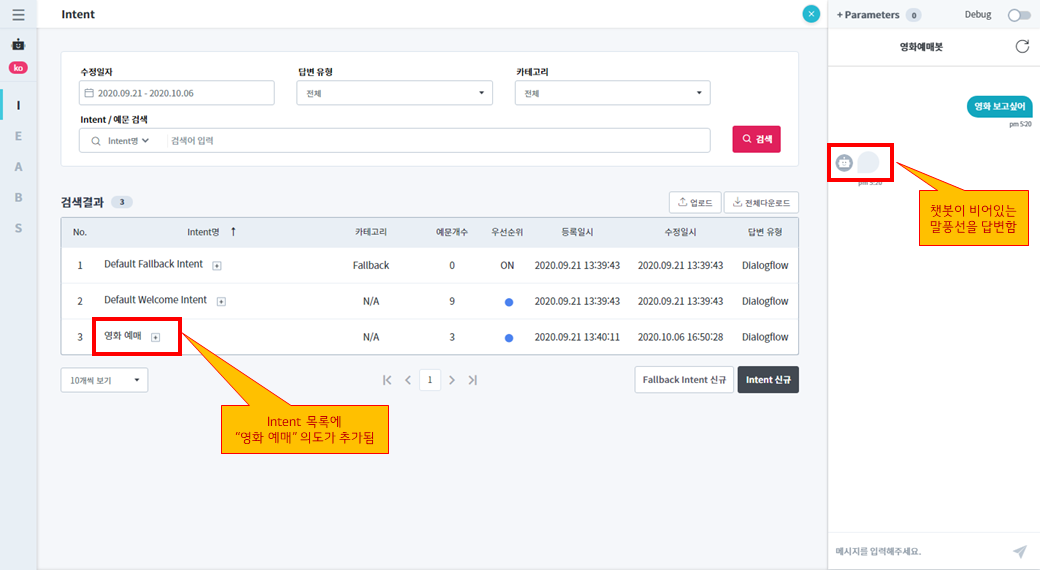 Intent
+ Parameters 0
Debug
ko
I
E
A
B
S
수정일자
답변 유형
카테고리
2020.09.21 - 2020.10.06
전체
전체
Intent / 예문 검색
Intent명
검색어 입력
검색
검색결과 3
업로드
전체다운로드
No. Intent명 ↑ 카테고리 예문개수 우선순위 등록일시 수정일시 답변 유형
1 Default Fallback Intent Fallback 0 ON 2020.09.21 13:39:43 2020.09.21 13:39:43 Dialogflow
2 Default Welcome Intent N/A 9 2020.09.21 13:39:43 2020.09.21 13:39:43 Dialogflow
3 영화 예매 N/A 3 2020.09.21 13:40:11 2020.10.06 16:50:28 Dialogflow
10개씩 보기
1
Fallback Intent 신규
Intent 신규
Intent 목록에
"영화 예매" 의도가 추가됨
영화예매봇
영화 보고싶어
pm 5:20
pm 5:20
챗봇이 비어있는
말풍선을 답변함
메시지를 입력해주세요.